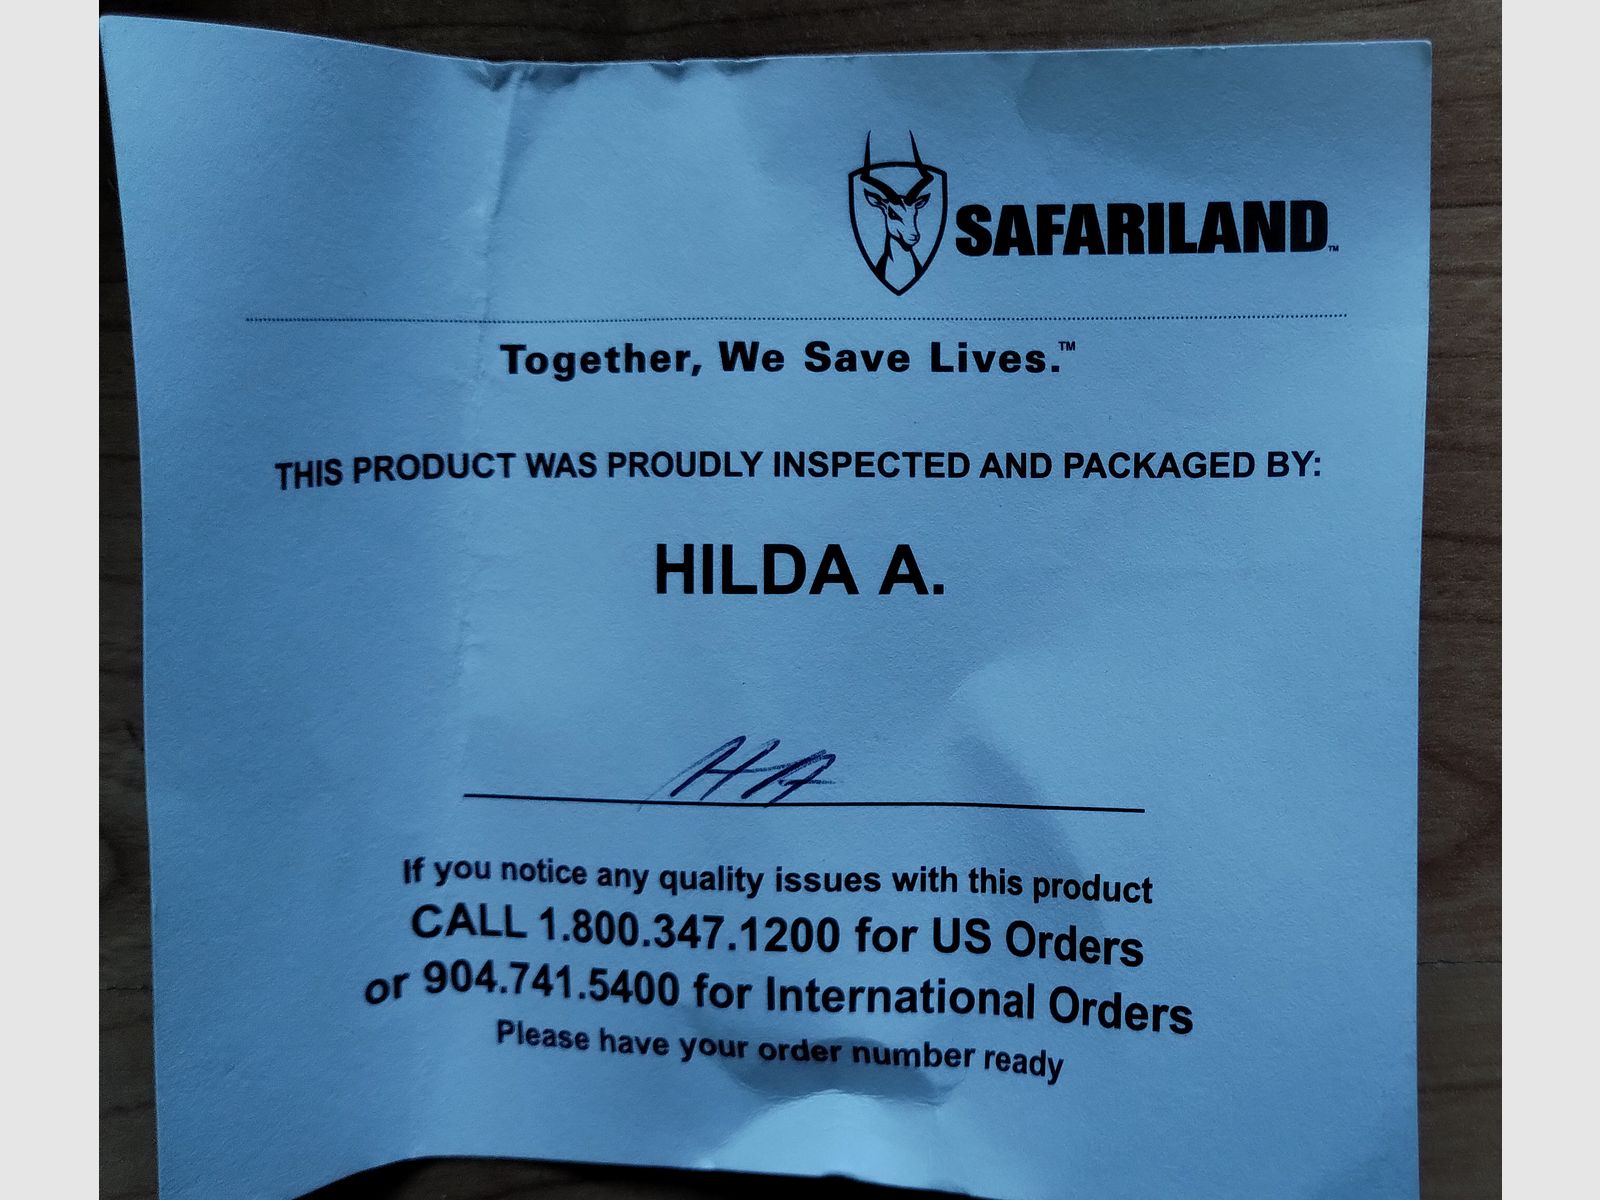 SAFARILAND™
Together, We Save Lives.™
THIS PRODUCT WAS PROUDLY INSPECTED AND PACKAGED BY:
HILDA A.
HA
If you notice any quality issues with this product
CALL 1.800.347.1200 for US Orders
or 904.741.5400 for International Orders
Please have your order number ready